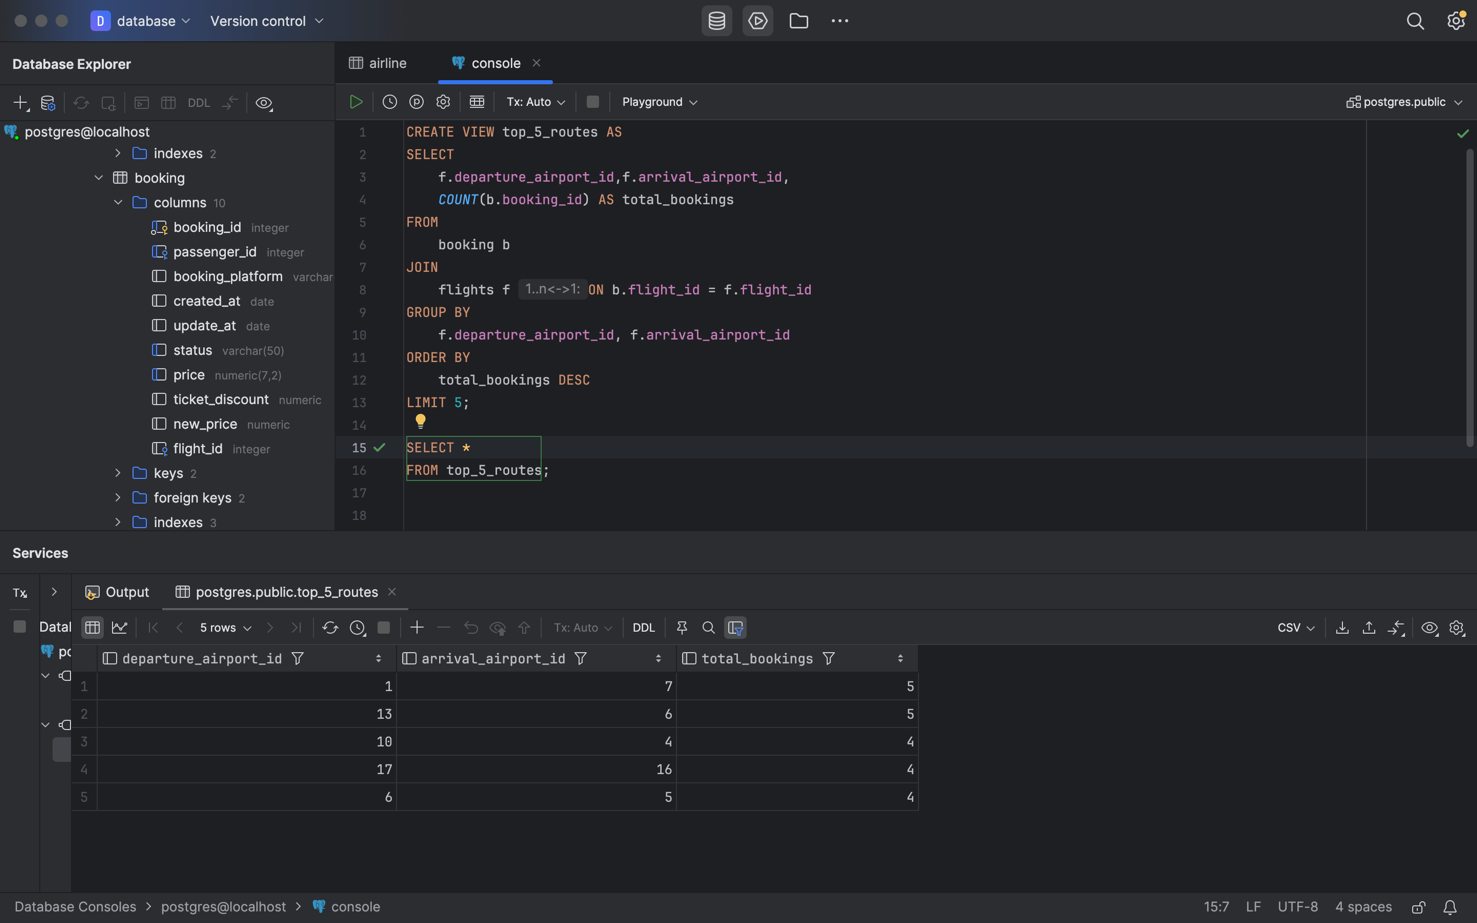 D database Version control
Database Explorer
airline
console
DDL
Tx: Auto
Playground
postgres.public
postgres@localhost
indexes 2
booking
columns 10
booking_id integer
passenger_id integer
booking_platform varchar
created_at date
update_at date
status varchar(50)
price numeric(7,2)
ticket_discount numeric
new_price numeric
flight_id integer
keys 2
foreign keys 2
indexes 3
1 CREATE VIEW top_5_routes AS
2 SELECT
3 f.departure_airport_id,f.arrival_airport_id,
4 COUNT(b.booking_id) AS total_bookings
5 FROM
6 booking b
7 JOIN
8 flights f 1..n<->1: ON b.flight_id = f.flight_id
9 GROUP BY
10 f.departure_airport_id, f.arrival_airport_id
11 ORDER BY
12 total_bookings DESC
13 LIMIT 5;
14
15 SELECT *
16 FROM top_5_routes;
17
18
Services
Tx
Output
postgres.public.top_5_routes
Datal
po
5 rows
Tx: Auto
DDL
CSV
departure_airport_id arrival_airport_id total_bookings
1 1 7 5
2 13 6 5
3 10 4 4
4 17 16 4
5 6 5 4
Database Consoles > postgres@localhost > console
15:7 LF UTF-8 4 spaces